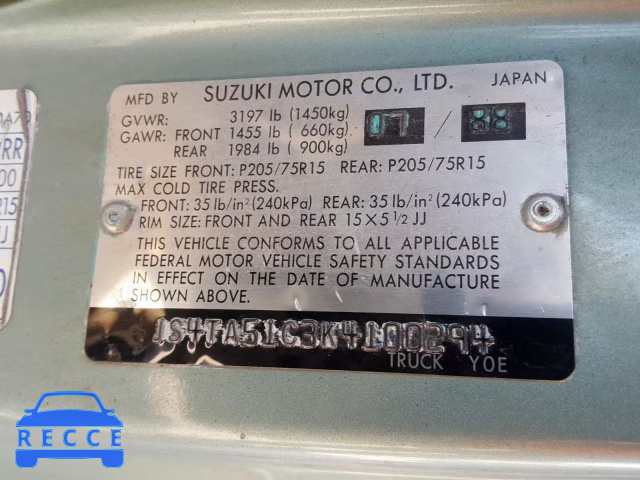 MFD BY SUZUKI MOTOR CO., LTD. JAPAN
GVWR: 3197 lb (1450kg)
GAWR: FRONT 1455 lb ( 660kg) /
REAR 1984 lb ( 900kg) 88
TIRE SIZE FRONT: P205/75R15 REAR: P205/75R15
MAX COLD TIRE PRESS.
FRONT: 35 lb/in² (240kPa) REAR: 35 lb/in² (240kPa)
RIM SIZE: FRONT AND REAR 15 × 5 1/2 JJ
THIS VEHICLE CONFORMS TO ALL APPLICABLE
FEDERAL MOTOR VEHICLE SAFETY STANDARDS
IN EFFECT ON THE DATE OF MANUFACTURE
SHOWN ABOVE.
JS4TA51C3K4100294
TRUCK Y0E
RECCE